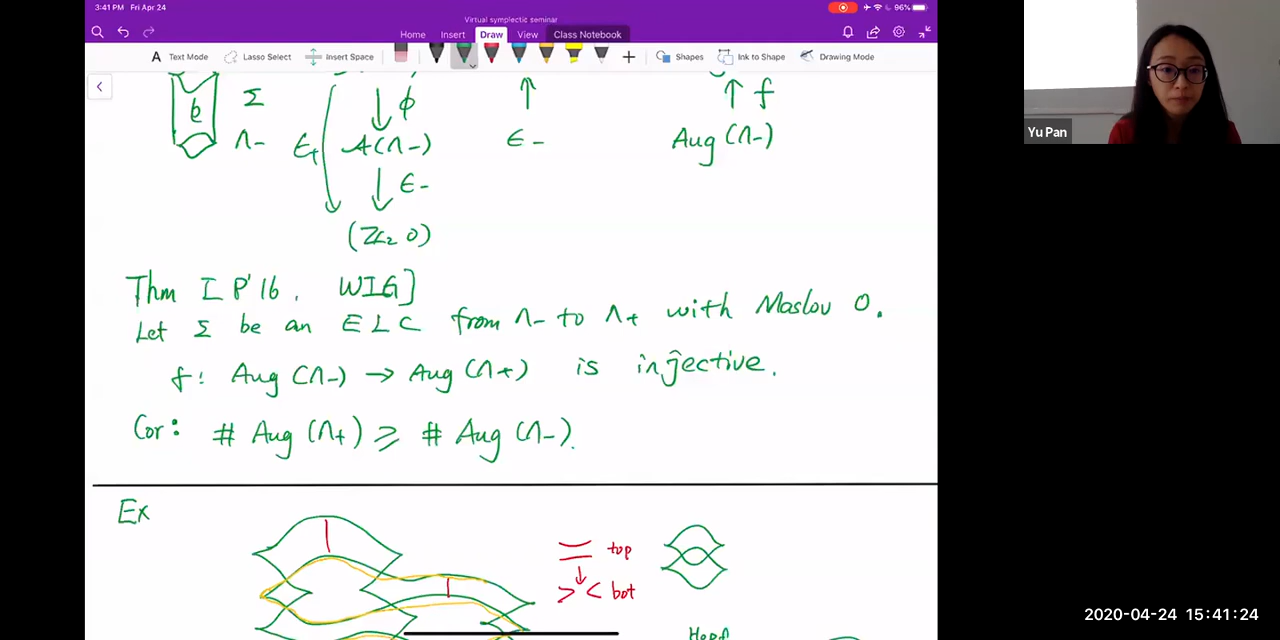 3:41 PM Fri Apr 24
96%
Virtual symplectic seminar
Home Insert Draw View Class Notebook
Text Mode Lasso Select Insert Space Shapes Ink to Shape Drawing Mode
Σ ↓ ϕ ↑ ↑ f
Λ- ϵ+ A(Λ-) ϵ- Aug (Λ-)
↓ ϵ-
(ℤ2 0)
Thm [P'16, WIG]
Let Σ be an ELC from Λ- to Λ+ with Maslov 0.
f: Aug (Λ-) → Aug (Λ+) is injective.
Cor: # Aug (Λ+) ≥ # Aug (Λ-).
Ex
top
↓
> < bot
Hopf
Yu Pan
2020-04-24 15:41:24